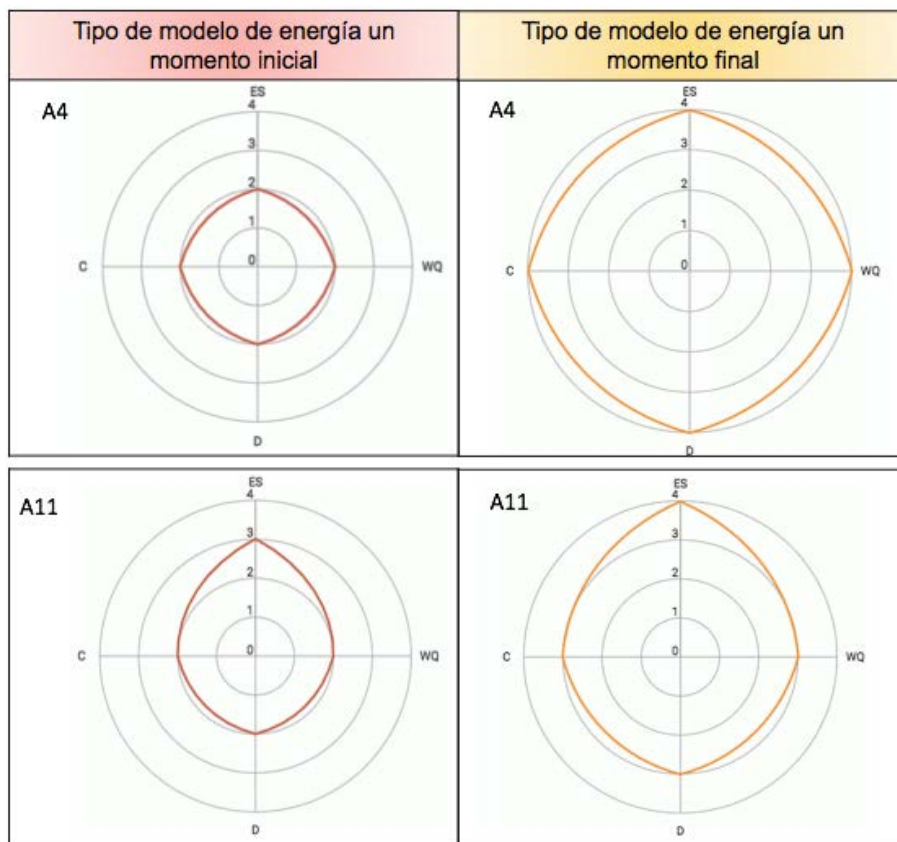 Tipo de modelo de energía un
momento inicial
Tipo de modelo de energía un
momento final
A4
ES
4
3
2
1
0
C
WQ
D
A4
ES
4
3
2
1
0
C
WQ
D
A11
ES
4
3
2
1
0
C
WQ
D
A11
ES
4
3
2
1
0
C
WQ
D